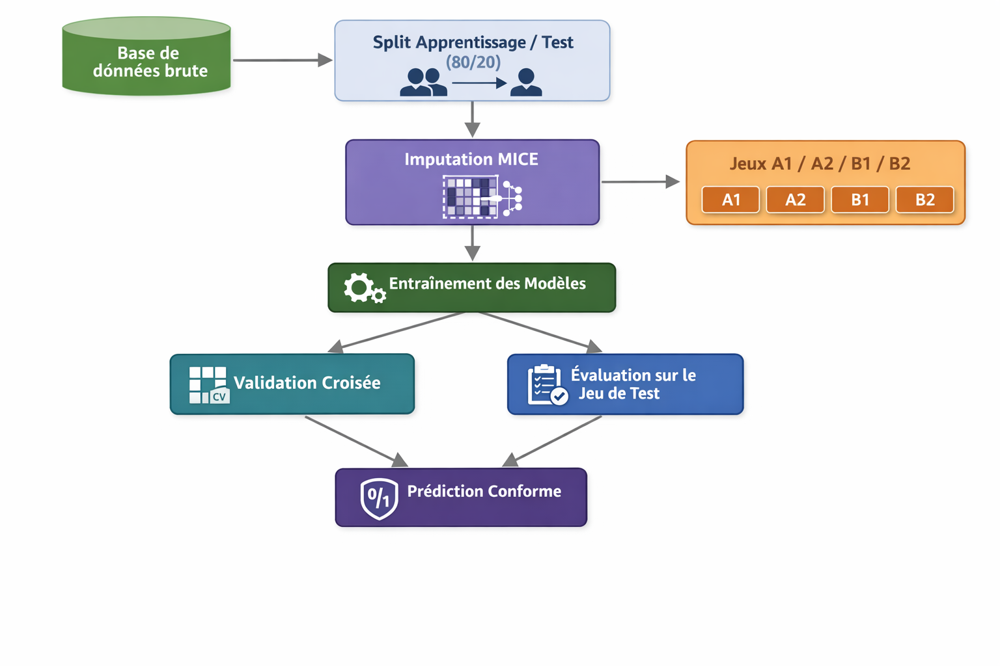 Base de
dónnées brute
Split Apprentissage / Test
(80/20)
Imputation MICE
Jeux A1 / A2 / B1 / B2
A1
A2
B1
B2
Entraînement des Modèles
CV
Validation Croisée
Évaluation sur le
Jeu de Test
0/1
Prédiction Conforme